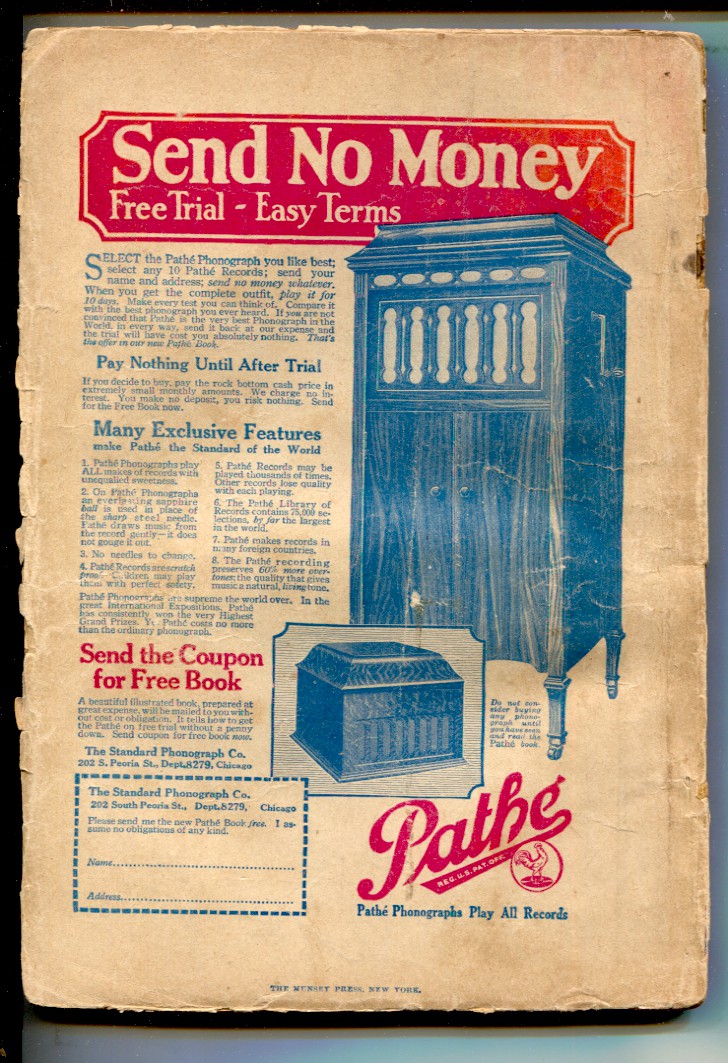 Send No Money
Free Trial - Easy Terms
SELECT the Pathé Phonograph you like best;
select any 10 Pathé Records; send your
name and address; send no money whatever.
When you get the complete outfit, play it for
10 days. Make every test you can think of. Compare it
with the best phonograph you ever heard. If you are not
convinced that Pathé is the very best Phonograph in the
World, in every way, send it back at our expense and
the trial will have cost you absolutely nothing. That's
the offer in our new Pathé Book.
Pay Nothing Until After Trial
If you decide to buy, pay the rock bottom cash price in
extremely small monthly amounts. We charge no in-
terest. You make no deposit, you risk nothing. Send
for the Free Book now.
Many Exclusive Features
make Pathé the Standard of the World
1. Pathé Phonographs play
ALL makes of records with
unequalled sweetness.
2. On Pathé Phonographs
an everlasting sapphire
ball is used in place of
the sharp steel needle.
Pathé draws music from
the record gently—it does
not gouge it out.
3. No needles to change.
4. Pathé Records are scratch
proof. Children may play
them with perfect safety.
5. Pathé Records may be
played thousands of times.
Other records lose quality
with each playing.
6. The Pathé Library of
Records contains 75,000 se-
lections, by far the largest
in the world.
7. Pathé makes records in
many foreign countries.
8. The Pathé recording
preserves 60% more over-
tones: the quality that gives
music a natural, living tone.
Pathé Phonographs are supreme the world over. In the
great International Expositions, Pathé
has consistently won the very Highest
Grand Prizes. Yet Pathé costs no more
than the ordinary phonograph.
Send the Coupon
for Free Book
A beautiful illustrated book, prepared at
great expense, will be mailed to you with-
out cost or obligation. It tells how to get
the Pathé on free trial without a penny
down. Send coupon for free book now.
The Standard Phonograph Co.
202 S. Peoria St., Dept. 8279, Chicago
Do not con-
sider buying
any phono-
graph until
you have seen
and read the
Pathé book.
The Standard Phonograph Co.
202 South Peoria St., Dept. 8279, Chicago
Please send me the new Pathé Book free. I as-
sume no obligations of any kind.
Name
Address
Pathé
REG. U.S. PAT. OFF.
Pathé Phonographs Play All Records
THE MUNSEY PRESS, NEW YORK.